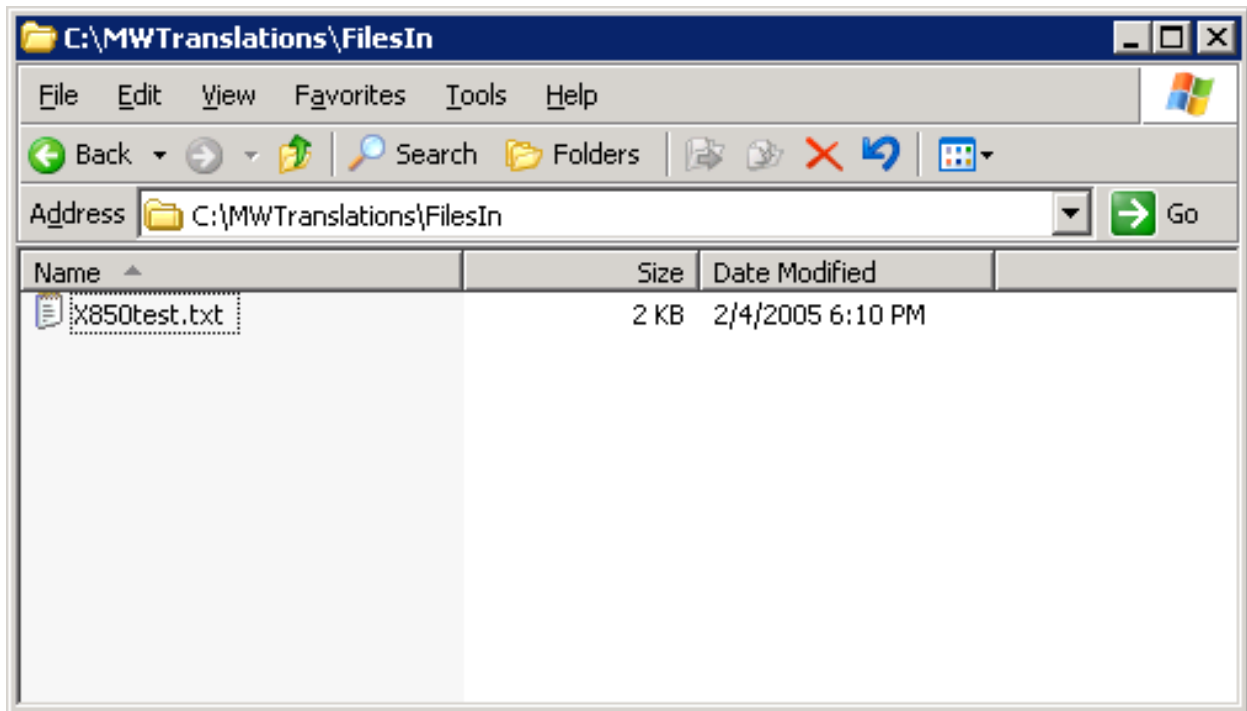 C:\MWTranslations\FilesIn
File Edit View Favorites Tools Help
Back Search Folders
Address C:\MWTranslations\FilesIn Go
Name Size Date Modified
X850test.txt 2 KB 2/4/2005 6:10 PM